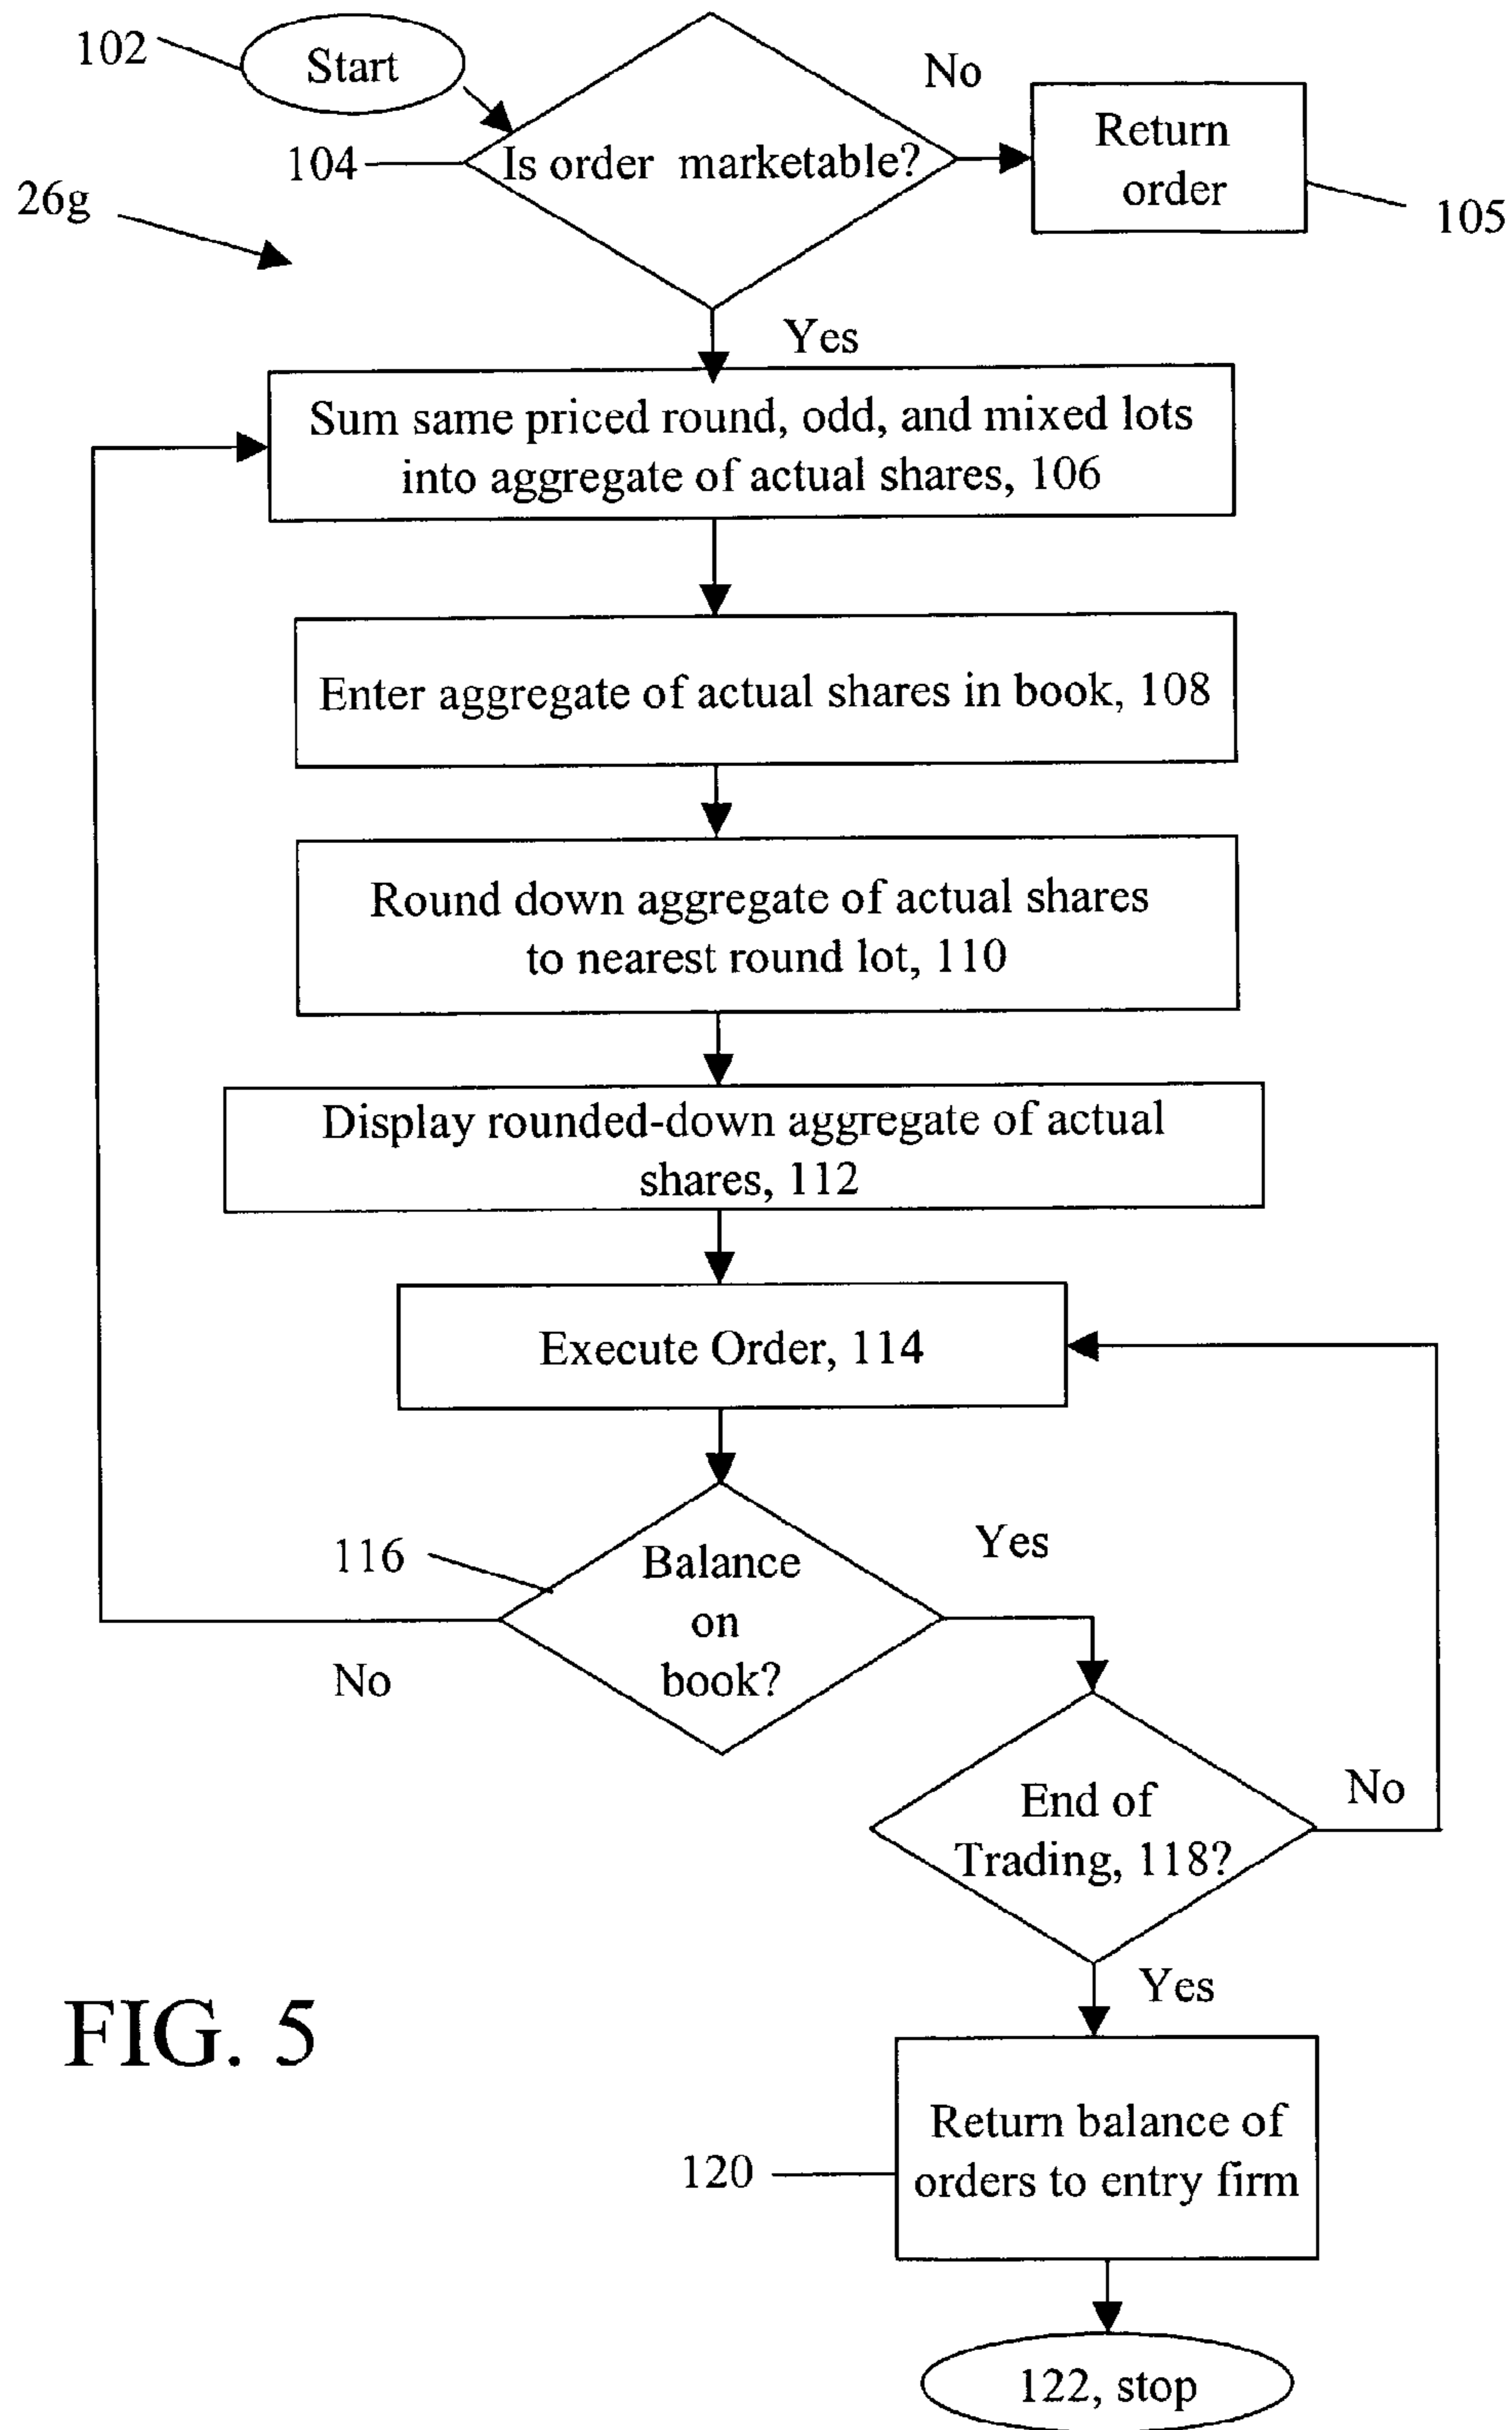 102
Start
No
Return
order
104
Is order marketable?
105
26g
Yes
Sum same priced round, odd, and mixed lots
into aggregate of actual shares, 106
Enter aggregate of actual shares in book, 108
Round down aggregate of actual shares
to nearest round lot, 110
Display rounded-down aggregate of actual
shares, 112
Execute Order, 114
116
Balance
on
book?
Yes
No
End of
Trading, 118?
No
Yes
FIG. 5
Return balance of
orders to entry firm
120
122, stop